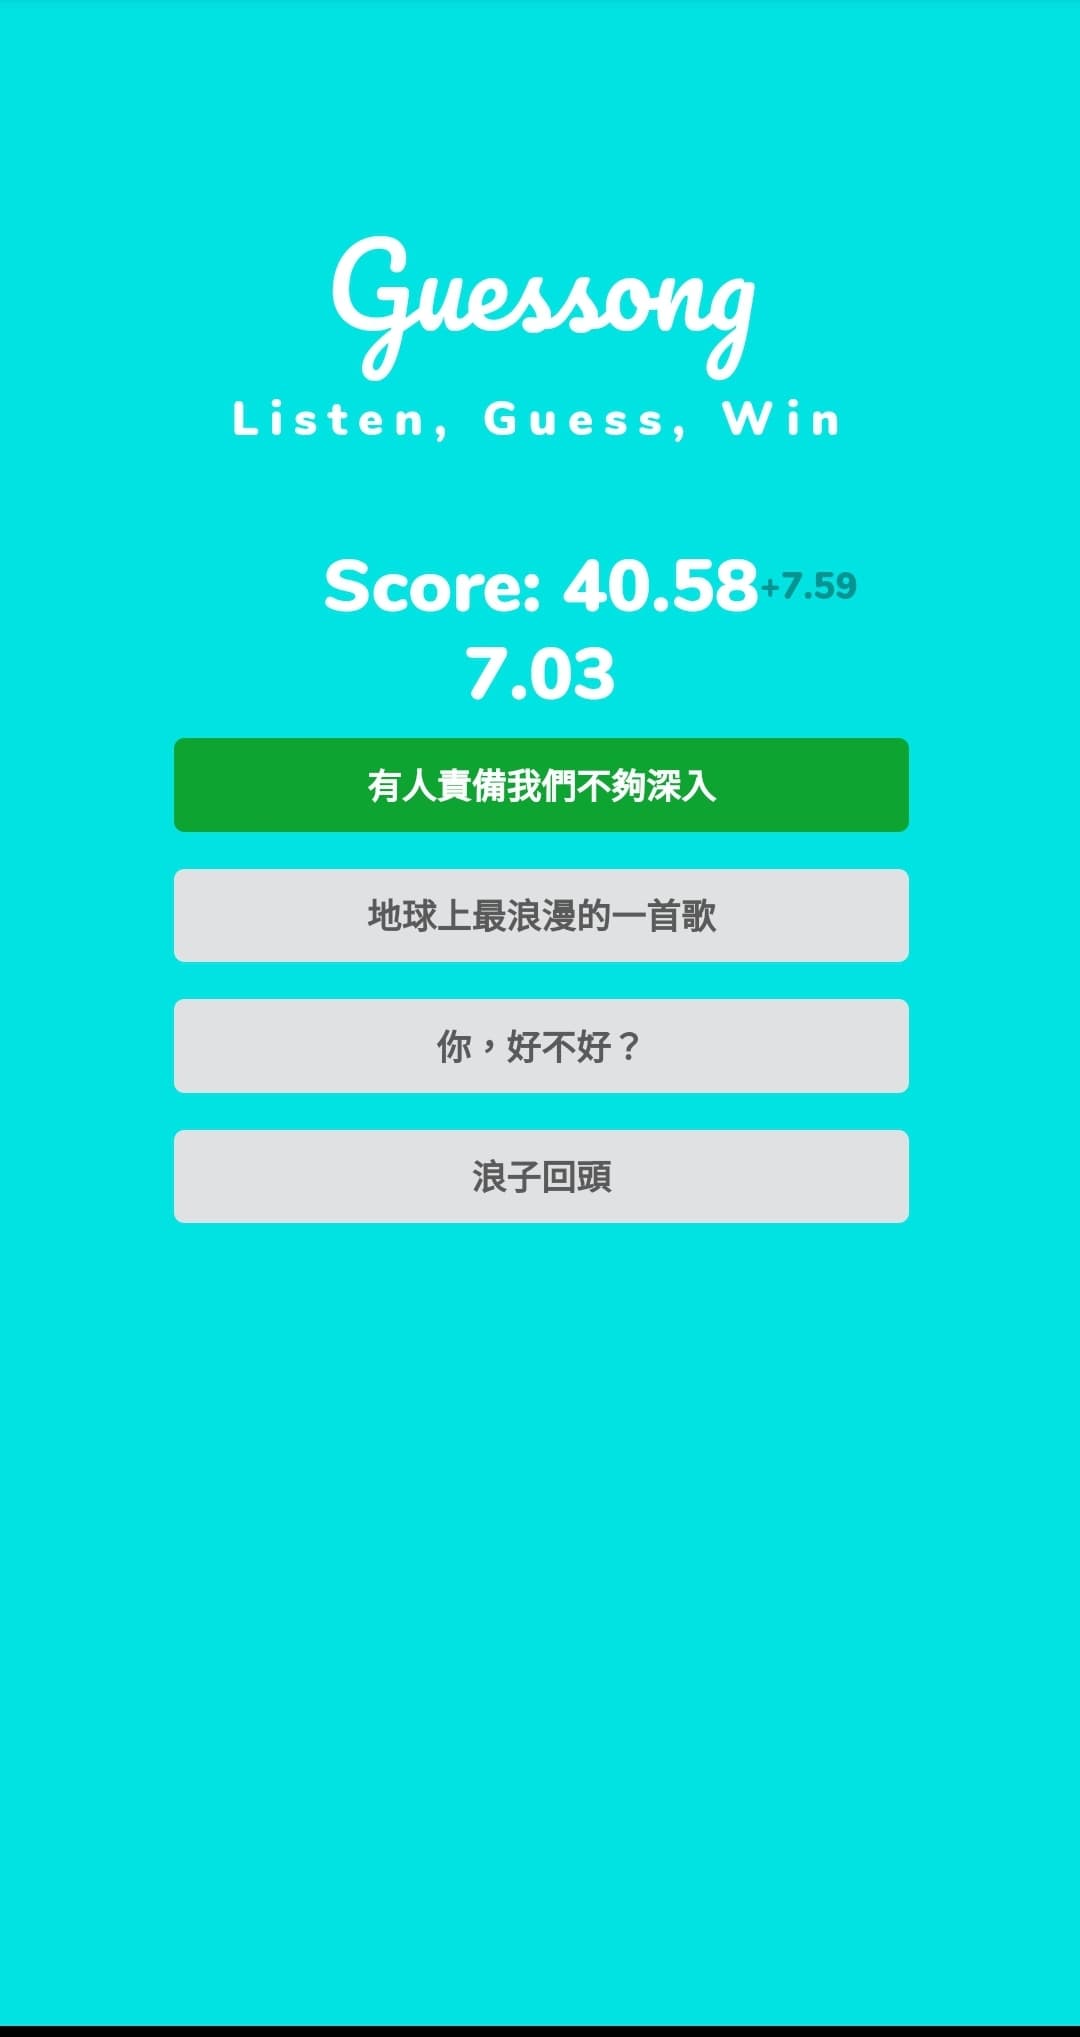 Guessong
Listen, Guess, Win
Score: 40.58+7.59
7.03
有人責備我們不夠深入
地球上最浪漫的一首歌
你，好不好？
浪子回頭